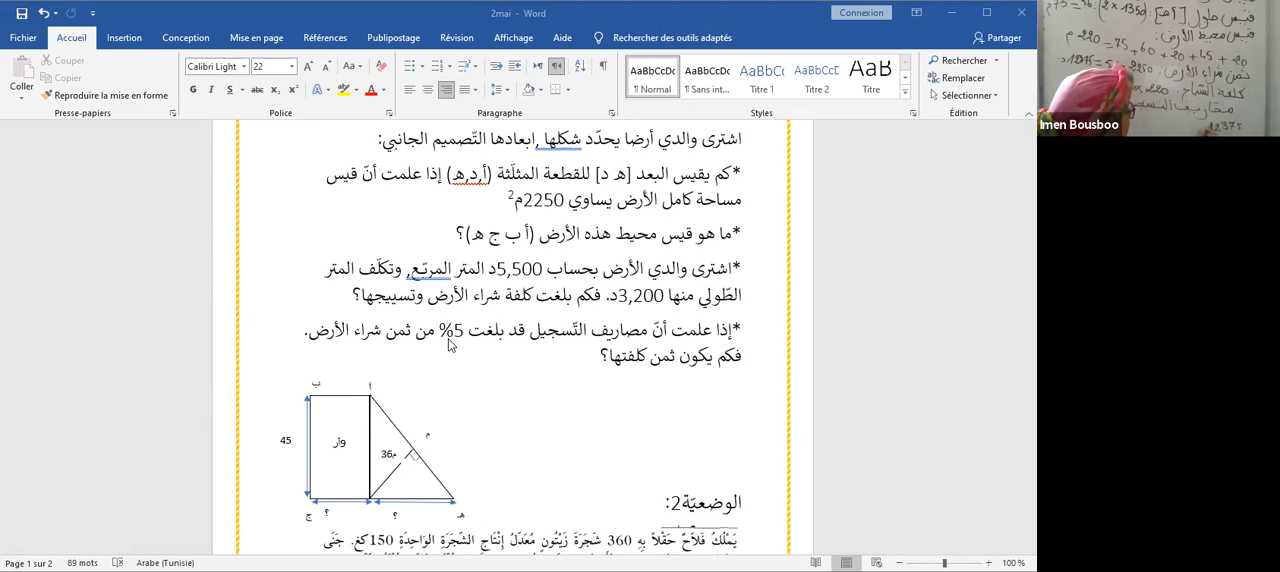 2mai - Word
Connexion
Fichier Accueil Insertion Conception Mise en page Références Publipostage Révision Affichage Aide Rechercher des outils adaptés Partager
Coller
Couper
Copier
Reproduire la mise en forme
Calibri Light 22
AaBbCcDc AaBbCcDc AaBbCc AaBbCcD AaB
¶ Normal ¶ Sans int... Titre 1 Titre 2 Titre
Rechercher
Remplacer
Sélectionner
Presse-papiers Police Paragraphe Styles Édition
Imen Bousboo
اشترى والدي أرضا يحدّد شكلها ,ابعادها التّصميم الجانبي:
*كم يقيس البعد [هـ د] للقطعة المثلّثة (أ,د,هـ) إذا علمت أنّ قيس
مساحة كامل الأرض يساوي 2250م2
*ما هو قيس محيط هذه الأرض (أ ب ج هـ)؟
*اشترى والدي الأرض بحساب 5,500د المتر المربّع, وتكلّف المتر
الطّولي منها 3,200د. فكم بلغت كلفة شراء الأرض وتسييجها؟
*إذا علمت أنّ مصاريف التّسجيل قد بلغت 5% من ثمن شراء الأرض.
فكم يكون ثمن كلفتها؟
ب أ
م
45
وار
36م
ج ؟ ؟ هـ
الوضعيّة2:
يَمْلِكُ فَلاَّحٌ حَقْلاً بِهِ 360 شَجَرَةَ زَيْتُونٍ مُعَدَّلُ إِنْتَاجِ الشَّجَرَةِ الوَاحِدَةِ 150كغ. جَنَى
Page 1 sur 2 89 mots Arabe (Tunisie) 100 %